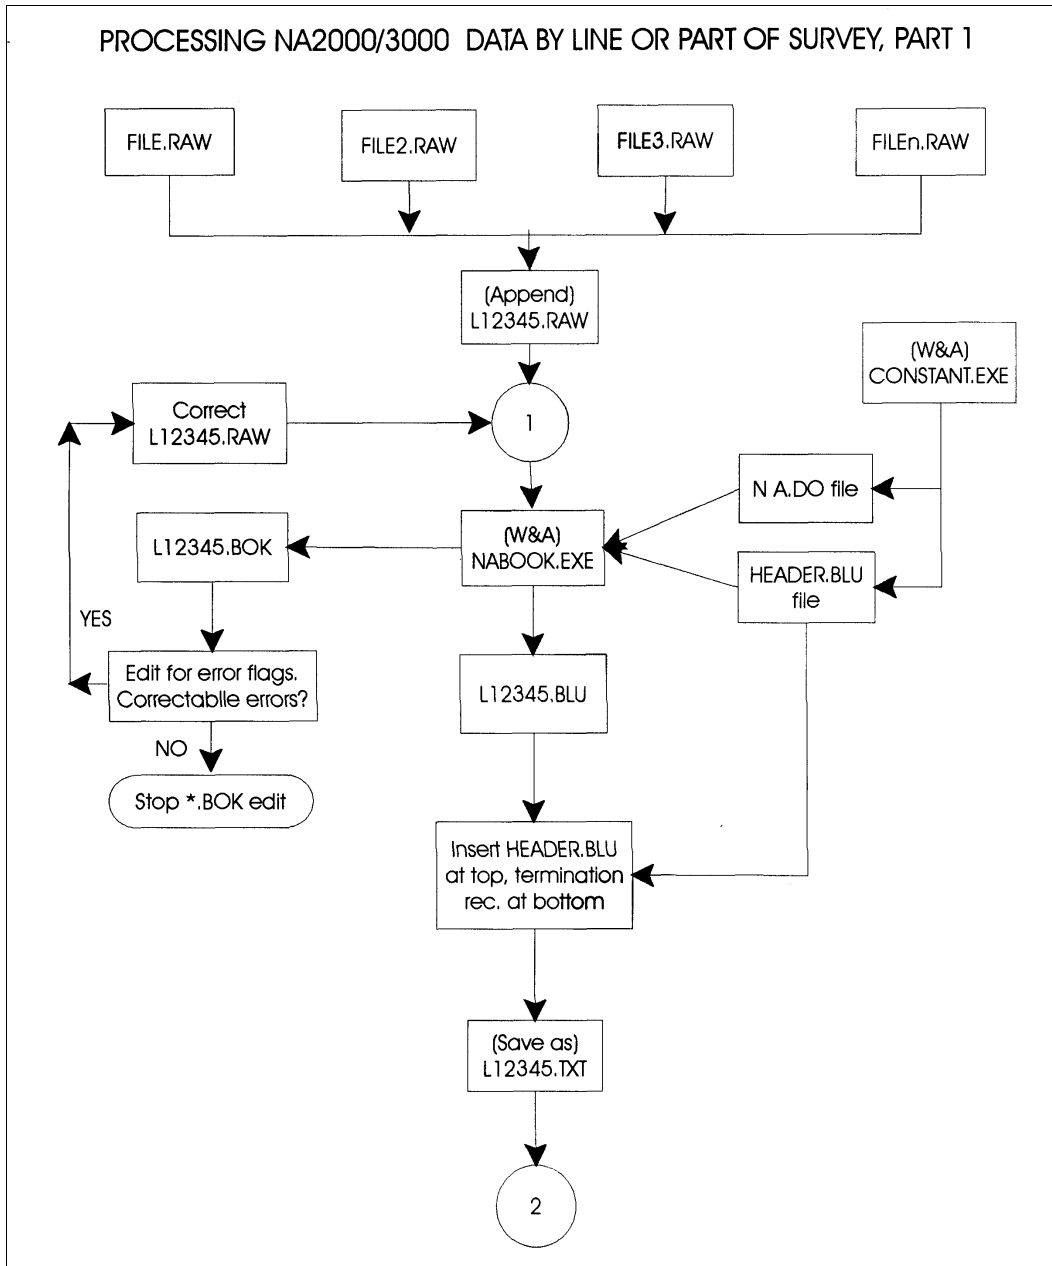 PROCESSING NA2000/3000 DATA BY LINE OR PART OF SURVEY, PART 1
FILE.RAW
FILE2.RAW
FILE3.RAW
FILEn.RAW
(Append)
L12345.RAW
(W&A)
CONSTANT.EXE
Correct
L12345.RAW
1
N A.DO file
(W&A)
NABOOK.EXE
L12345.BOK
HEADER.BLU
file
YES
Edit for error flags.
Correctablle errors?
L12345.BLU
NO
Stop *.BOK edit
Insert HEADER.BLU
at top, termination
rec. at bottom
(Save as)
L12345.TXT
2